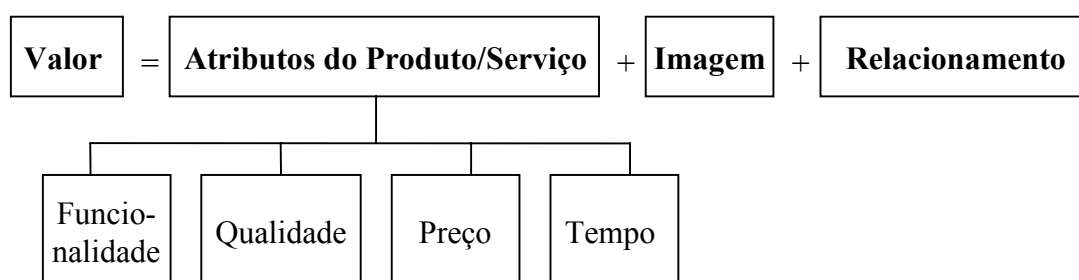 Valor = Atributos do Produto/Serviço + Imagem + Relacionamento
Funcio-
nalidade
Qualidade
Preço
Tempo